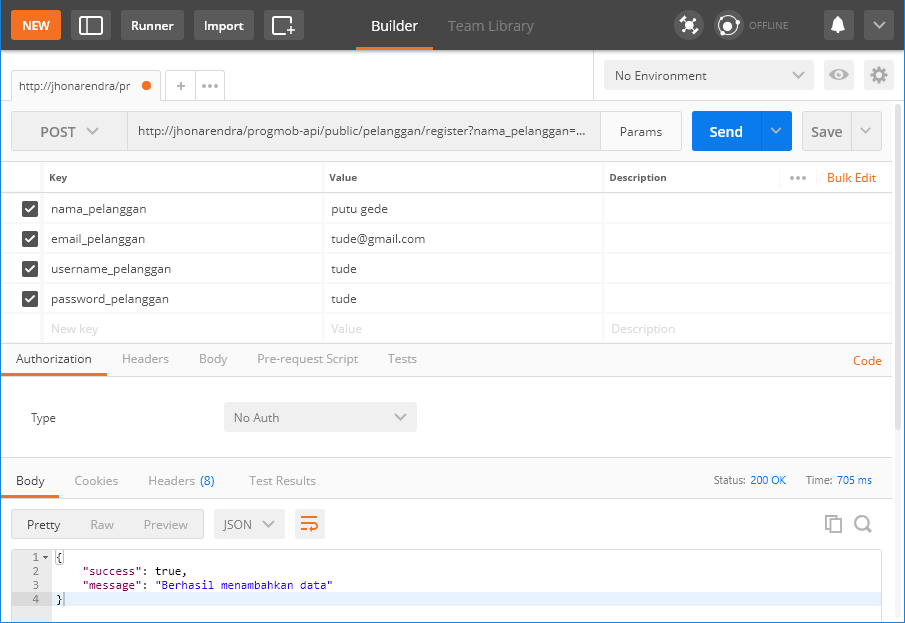 NEW Runner Import Builder Team Library OFFLINE
http://jhonarendra/pr + ••• No Environment
POST http://jhonarendra/progmob-api/public/pelanggan/register?nama_pelanggan=... Params Send Save
Key Value Description ••• Bulk Edit
nama_pelanggan putu gede
email_pelanggan tude@gmail.com
username_pelanggan tude
password_pelanggan tude
New key Value Description
Authorization Headers Body Pre-request Script Tests Code
Type No Auth
Body Cookies Headers (8) Test Results Status: 200 OK Time: 705 ms
Pretty Raw Preview JSON
1 {
2 "success": true,
3 "message": "Berhasil menambahkan data"
4 }